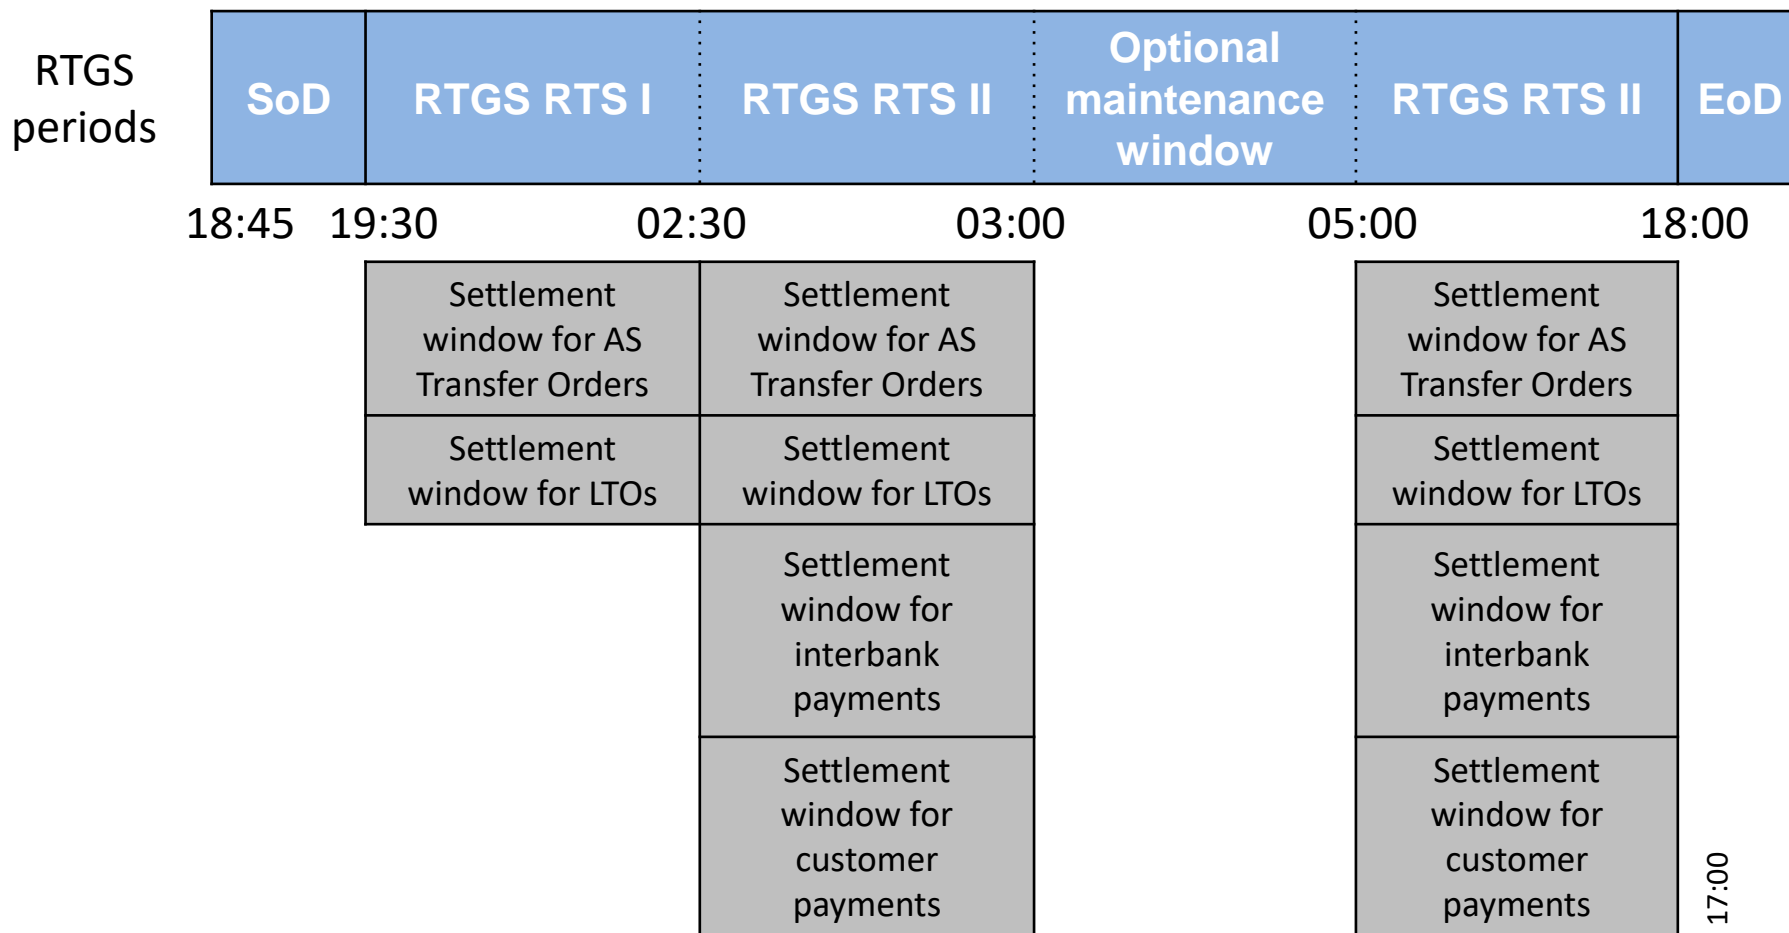 RTGS
periods
SoD
RTGS RTS I
RTGS RTS II
Optional
maintenance
window
RTGS RTS II
EoD
18:45
19:30
02:30
03:00
05:00
18:00
Settlement
window for AS
Transfer Orders
Settlement
window for AS
Transfer Orders
Settlement
window for AS
Transfer Orders
Settlement
window for LTOs
Settlement
window for LTOs
Settlement
window for LTOs
Settlement
window for
interbank
payments
Settlement
window for
interbank
payments
Settlement
window for
customer
payments
Settlement
window for
customer
payments
17:00